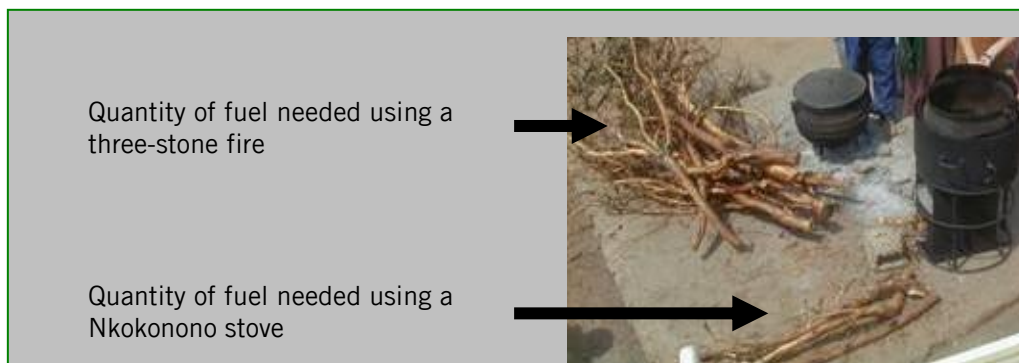 Quantity of fuel needed using a
three-stone fire
Quantity of fuel needed using a
Nkokonono stove